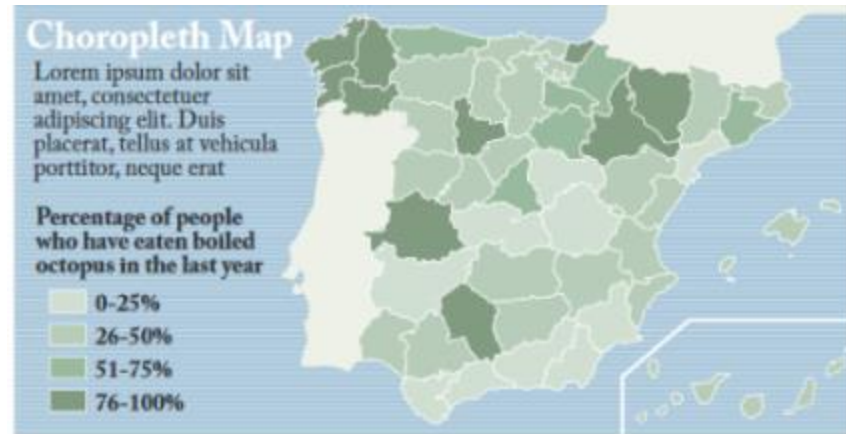 Choropleth Map
Lorem ipsum dolor sit
amet, consectetuer
adipiscing elit. Duis
placerat, tellus at vehicula
porttitor, neque erat
Percentage of people
who have eaten boiled
octopus in the last year
0-25%
26-50%
51-75%
76-100%